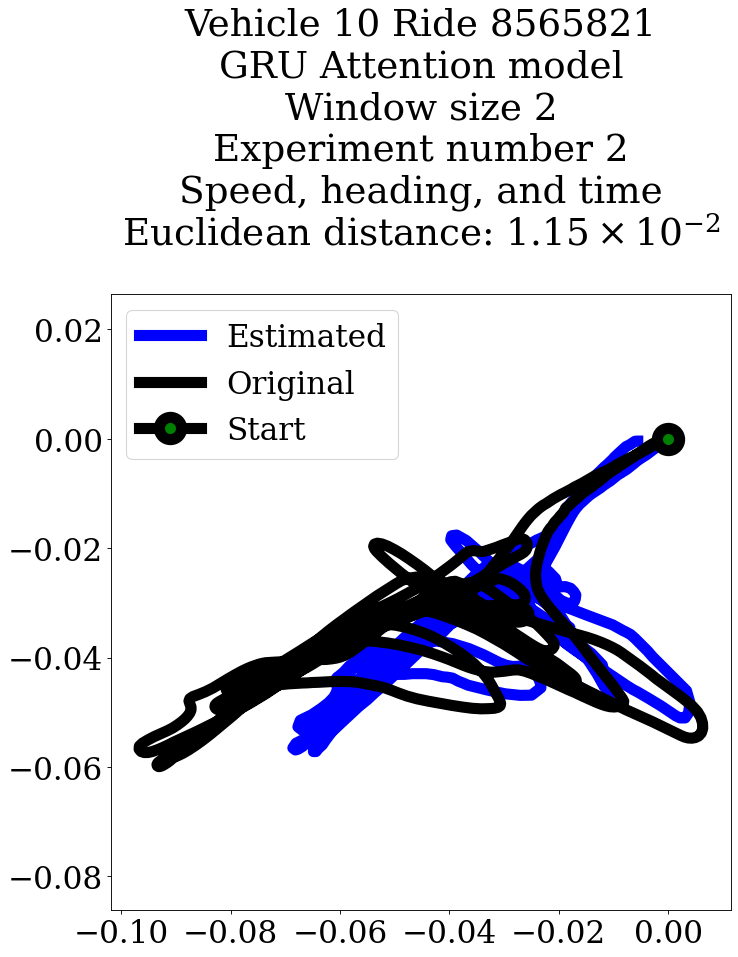 Vehicle 10 Ride 8565821
GRU Attention model
Window size 2
Experiment number 2
Speed, heading, and time
Euclidean distance: 1.15 × 10⁻²
Estimated
Original
Start
0.02
0.00
−0.02
−0.04
−0.06
−0.08
−0.10 −0.08 −0.06 −0.04 −0.02 0.00